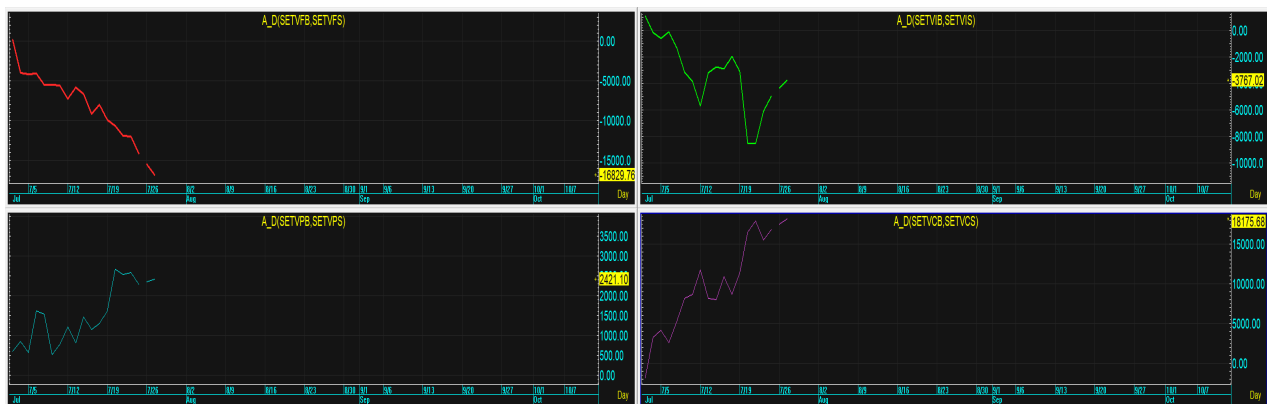 A_D(SETVFB,SETVFS)
0.00
-5000.00
-10000.0
-15000.0
-16829.76
7/5 7/12 7/19 7/26 8/2 8/9 8/16 8/23 8/30 9/1 9/6 9/13 9/20 9/27 10/1 10/7
Jul Aug Sep Oct
Day
A_D(SETVIB,SETVIS)
0.00
-2000.00
-3767.02
-6000.00
-8000.00
-10000.0
7/5 7/12 7/19 7/26 8/2 8/9 8/16 8/23 8/30 9/1 9/6 9/13 9/20 9/27 10/1 10/7
Jul Aug Sep Oct
Day
A_D(SETVPB,SETVPS)
3500.00
3000.00
2421.10
2000.00
1500.00
1000.00
500.00
0.00
7/5 7/12 7/19 7/26 8/2 8/9 8/16 8/23 8/30 9/1 9/6 9/13 9/20 9/27 10/1 10/7
Jul Aug Sep Oct
Day
A_D(SETVCB,SETVCS)
18175.68
15000.00
10000.00
5000.00
0.00
7/5 7/12 7/19 7/26 8/2 8/9 8/16 8/23 8/30 9/1 9/6 9/13 9/20 9/27 10/1 10/7
Jul Aug Sep Oct
Day